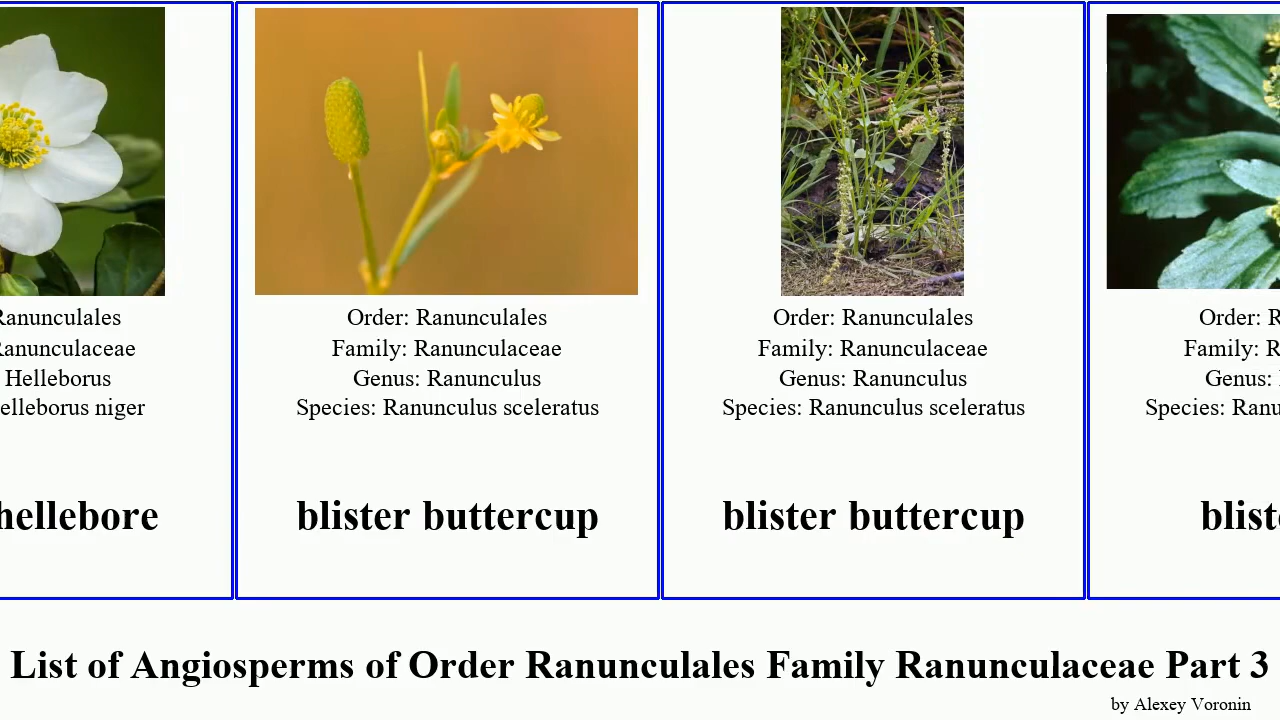 Ranunculales
Ranunculaceae
Helleborus
elleborus niger
hellebore
Order: Ranunculales
Family: Ranunculaceae
Genus: Ranunculus
Species: Ranunculus sceleratus
blister buttercup
Order: Ranunculales
Family: Ranunculaceae
Genus: Ranunculus
Species: Ranunculus sceleratus
blister buttercup
Order: R
Family: R
Genus:
Species: Ranu
blist
List of Angiosperms of Order Ranunculales Family Ranunculaceae Part 3
by Alexey Voronin